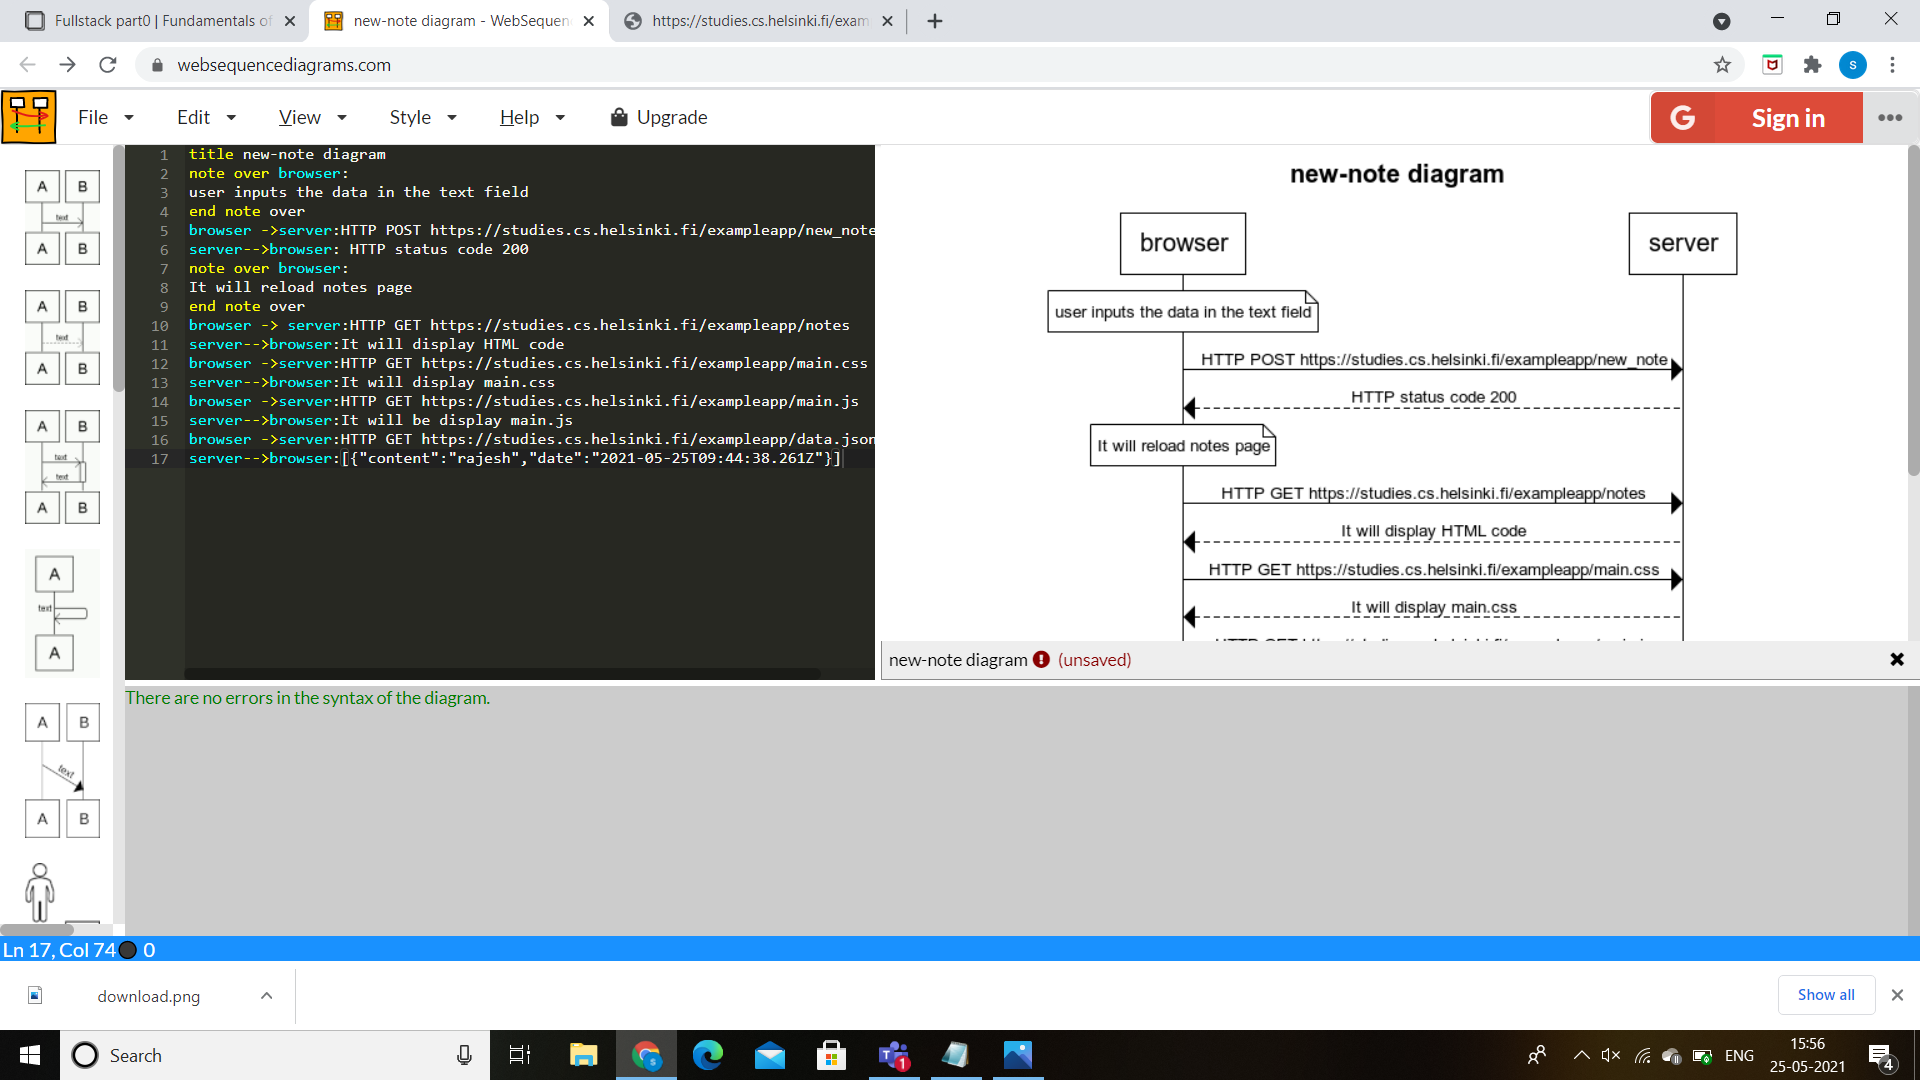 Fullstack part0 | Fundamentals of
new-note diagram - WebSequen
https://studies.cs.helsinki.fi/exam
websequencediagrams.com
S
File
Edit
View
Style
Help
Upgrade
G
Sign in
A B
text
A B
A B
text
A B
A B
text
text
A B
A
text
A
A B
text
A B
1 title new-note diagram
2 note over browser:
3 user inputs the data in the text field
4 end note over
5 browser ->server:HTTP POST https://studies.cs.helsinki.fi/exampleapp/new_note
6 server-->browser: HTTP status code 200
7 note over browser:
8 It will reload notes page
9 end note over
10 browser -> server:HTTP GET https://studies.cs.helsinki.fi/exampleapp/notes
11 server-->browser:It will display HTML code
12 browser ->server:HTTP GET https://studies.cs.helsinki.fi/exampleapp/main.css
13 server-->browser:It will display main.css
14 browser ->server:HTTP GET https://studies.cs.helsinki.fi/exampleapp/main.js
15 server-->browser:It will be display main.js
16 browser ->server:HTTP GET https://studies.cs.helsinki.fi/exampleapp/data.json
17 server-->browser:[{"content":"rajesh","date":"2021-05-25T09:44:38.261Z"}]
new-note diagram
browser
server
user inputs the data in the text field
HTTP POST https://studies.cs.helsinki.fi/exampleapp/new_note
HTTP status code 200
It will reload notes page
HTTP GET https://studies.cs.helsinki.fi/exampleapp/notes
It will display HTML code
HTTP GET https://studies.cs.helsinki.fi/exampleapp/main.css
It will display main.css
new-note diagram (unsaved)
There are no errors in the syntax of the diagram.
Ln 17, Col 74 0
download.png
Show all
Search
1
ENG
15:56
25-05-2021
4